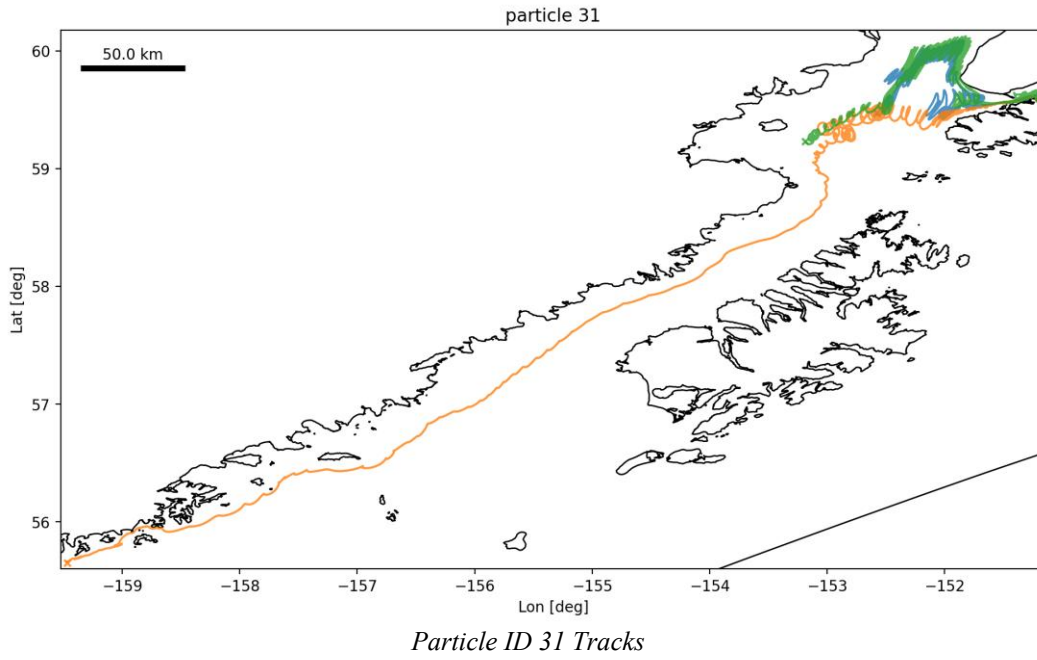 particle 31
50.0 km
60
59
58
57
56
Lat [deg]
−159
−158
−157
−156
−155
−154
−153
−152
Lon [deg]
Particle ID 31 Tracks